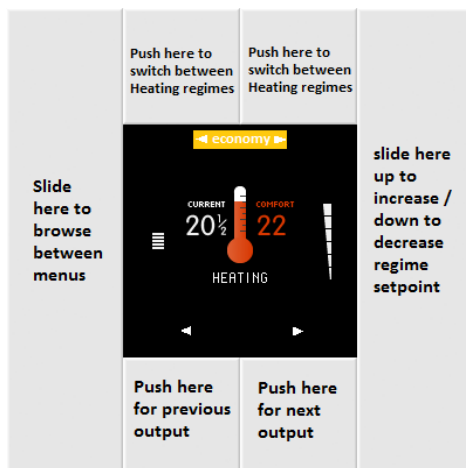 Push here to
switch between
Heating regimes
Push here to
switch between
Heating regimes
economy
Slide
here to
browse
between
menus
CURRENT
20½
COMFORT
22
HEATING
slide here
up to
increase /
down to
decrease
regime
setpoint
Push here
for previous
output
Push here
for next
output